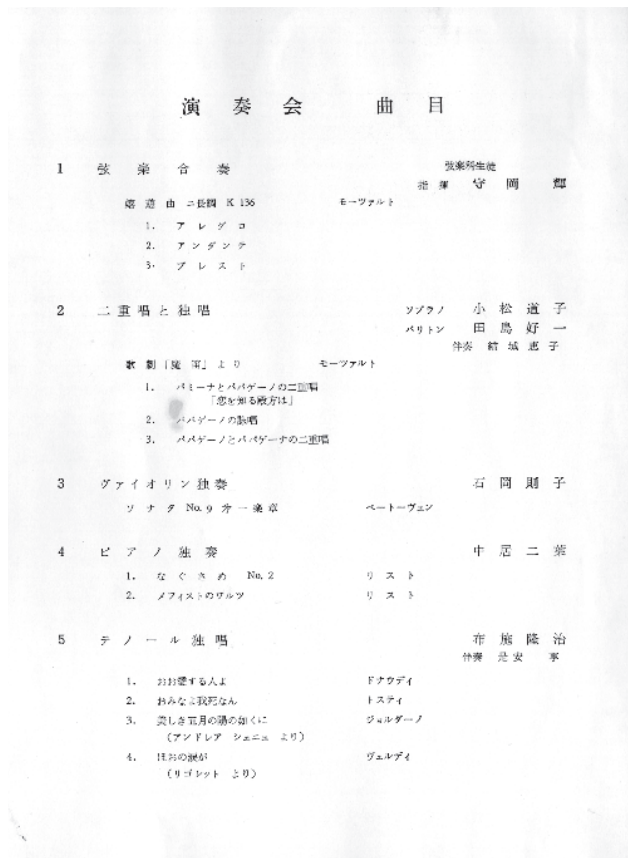 演奏会 曲目
1 弦楽合奏 弦楽科生徒
指揮 守岡輝
嬉遊曲 ニ長調 K 136 モーツァルト
1. アレグロ
2. アンダンテ
3. プレスト
2 二重唱と独唱 ソプラノ 小松道子
バリトン 田島好一
伴奏 結城恵子
歌劇「魔笛」より モーツァルト
1. パミーナとパパゲーノの二重唱
「恋を知る殿方は」
2. パパゲーノの詠唱
3. パパゲーノとパパゲーナの二重唱
3 ヴァイオリン独奏 石岡則子
ソナタ No. 9 才一楽章 ベートーヴェン
4 ピアノ独奏 中居二葉
1. なぐさめ No. 2 リスト
2. メフィストのワルツ リスト
5 テノール独唱 布施隆治
伴奏 是安 享
1. おお愛する人よ ドナウディ
2. おみなよ我死なん トスティ
3. 美しき五月の陽の如くに ジョルダーノ
(アンドレア シェニエ より)
4. ほおの涙が ヴェルディ
(リゴレット より)